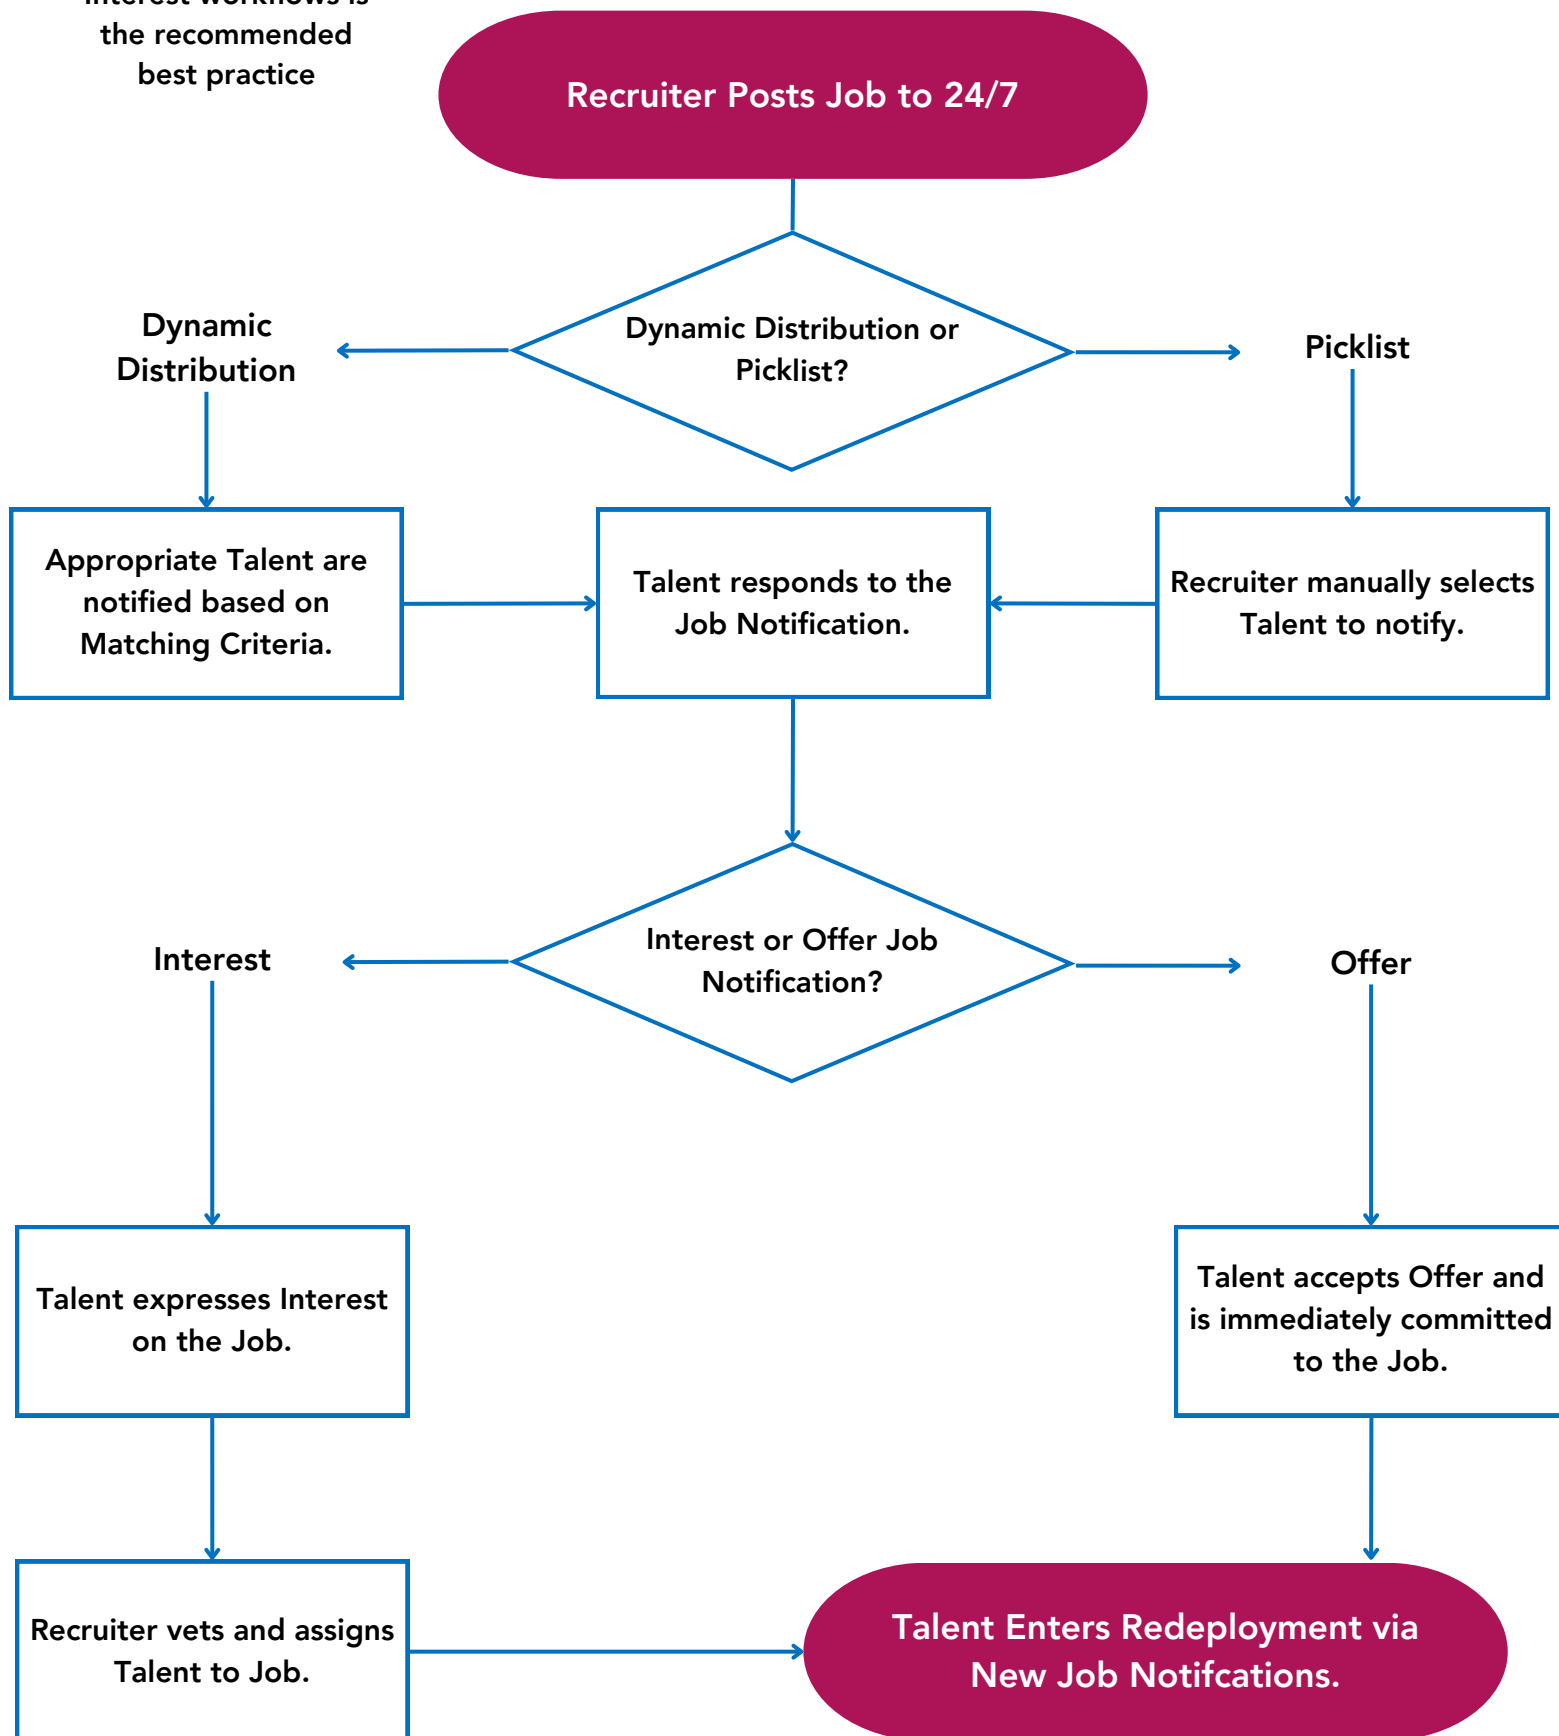 interest workflows is
the recommended
best practice
Recruiter Posts Job to 24/7
Dynamic Distribution or
Picklist?
Dynamic
Distribution
Picklist
Appropriate Talent are
notified based on
Matching Criteria.
Talent responds to the
Job Notification.
Recruiter manually selects
Talent to notify.
Interest or Offer Job
Notification?
Interest
Offer
Talent expresses Interest
on the Job.
Talent accepts Offer and
is immediately committed
to the Job.
Recruiter vets and assigns
Talent to Job.
Talent Enters Redeployment via
New Job Notifcations.